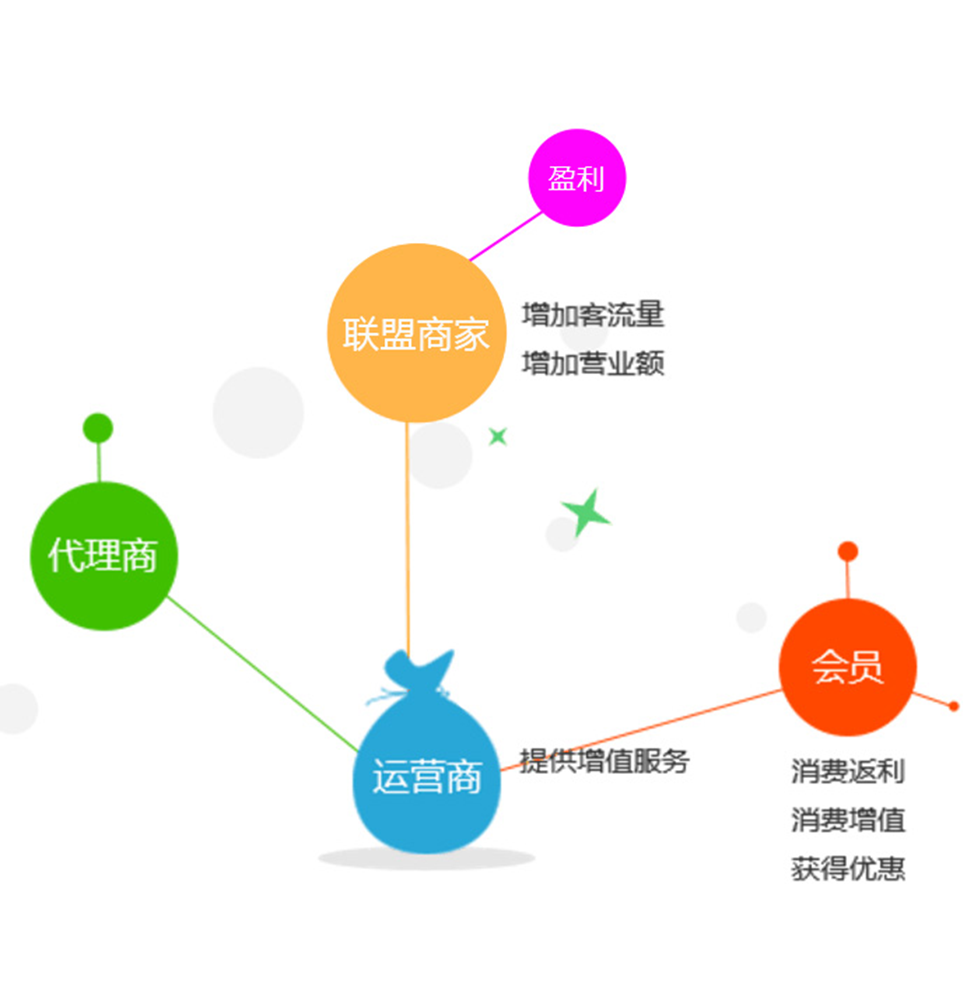 盈利
联盟商家
增加客流量
增加营业额
代理商
会员
运营商
提供增值服务
消费返利
消费增值
获得优惠